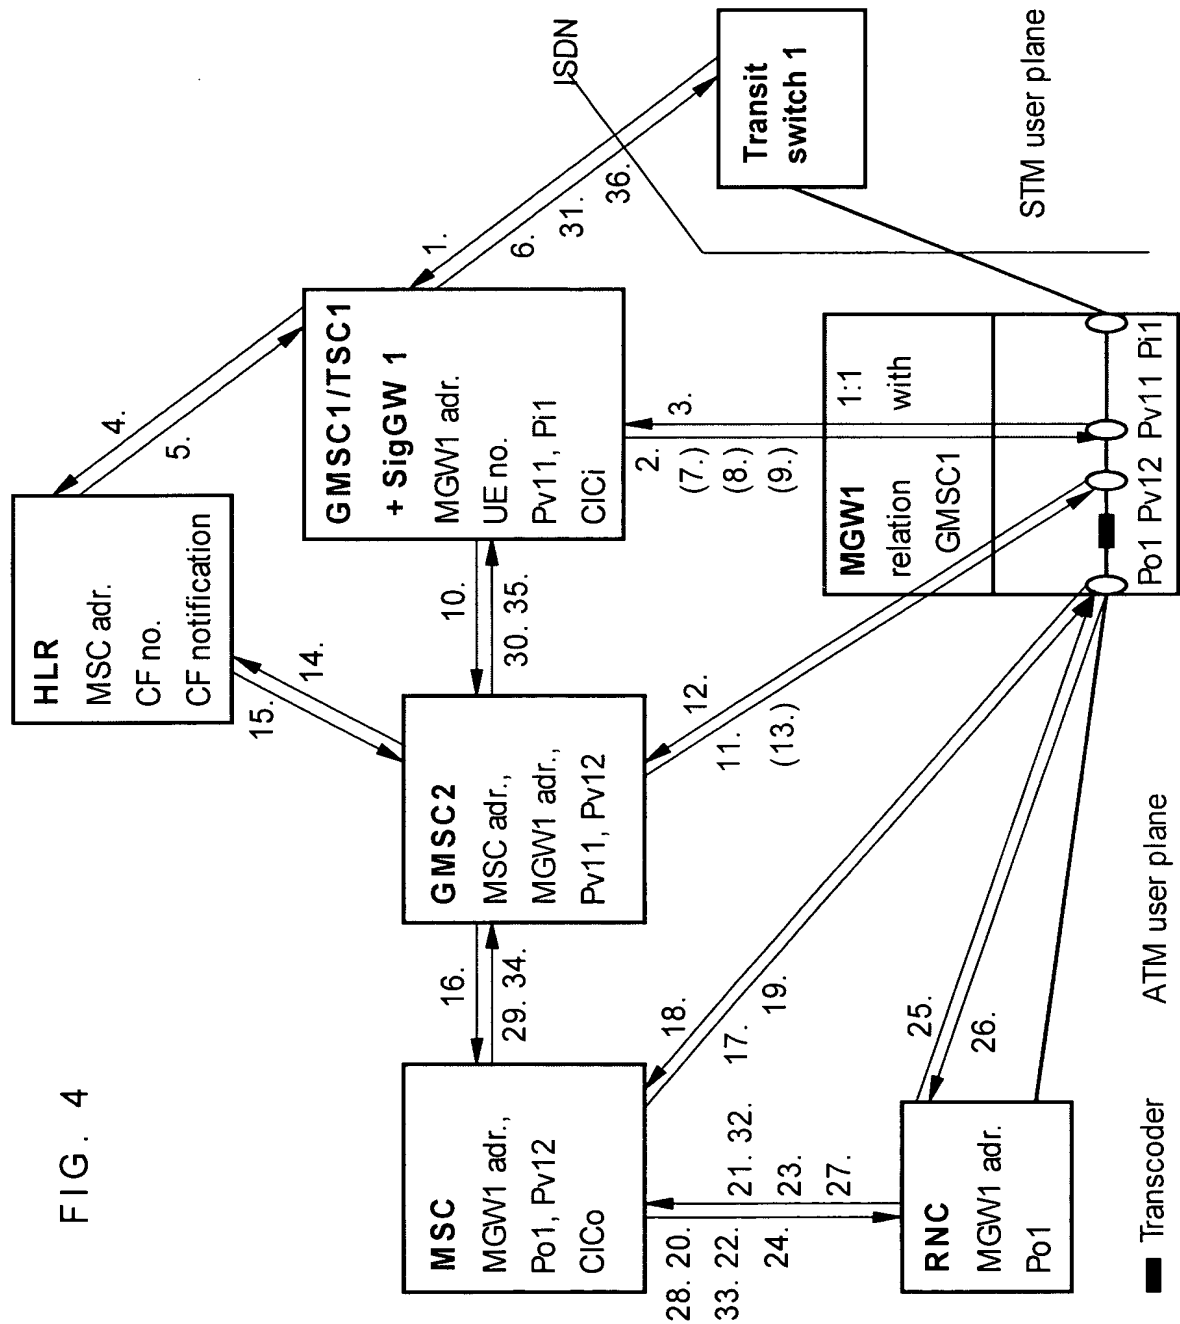 FIG. 4
HLR
MSC adr.
CF no.
CF notification
4.
5.
15.
14.
MSC
MGW1 adr.,
Po1, Pv12
CICo
16.
29. 34.
GMSC2
MSC adr.,
MGW1 adr.,
Pv11, Pv12
10.
30. 35.
GMSC1/TSC1
+ SigGW 1
MGW1 adr.
UE no.
Pv11, Pi1
CICi
1.
6.
31.
36.
ISDN
Transit
switch 1
STM user plane
28. 20.
33. 22.
24.
21. 32.
23.
27.
18.
17.
19.
11.
12.
(13.)
2.
3.
(7.)
(8.)
(9.)
RNC
MGW1 adr.
Po1
25.
26.
MGW1 1:1
relation with
GMSC1
Po1 Pv12 Pv11 Pi1
Transcoder
ATM user plane